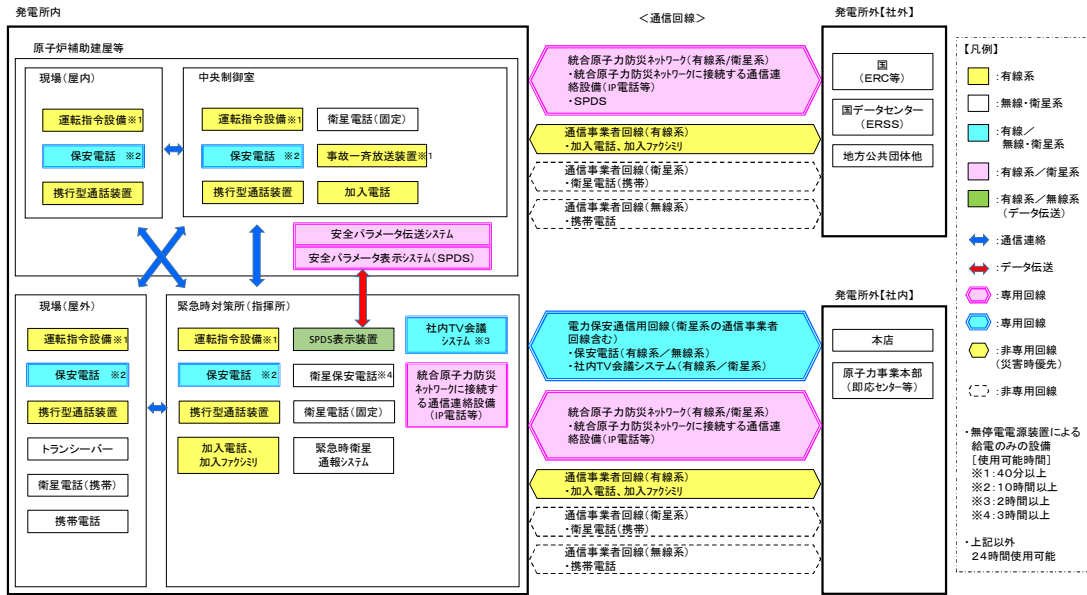 発電所内
原子炉補助建屋等
現場(屋内)
運転指令設備※1
保安電話 ※2
携行型通話装置
中央制御室
運転指令設備※1
衛星電話(固定)
保安電話 ※2
事故一斉放送装置※1
携行型通話装置
加入電話
安全パラメータ伝送システム
安全パラメータ表示システム(SPDS)
現場(屋外)
運転指令設備※1
保安電話 ※2
携行型通話装置
トランシーバー
衛星電話(携帯)
携帯電話
緊急時対策所(指揮所)
運転指令設備※1
SPDS表示装置
社内TV会議
システム ※3
保安電話 ※2
衛星保安電話※4
統合原子力防災ネットワークに接続す
る通信連絡設備
(IP電話等)
携行型通話装置
衛星電話(固定)
加入電話、
加入ファクシミリ
緊急時衛星
通報システム
<通信回線>
統合原子力防災ネットワーク(有線系/衛星系)
・統合原子力防災ネットワークに接続する通信連
絡設備(IP電話等)
・SPDS
通信事業者回線(有線系)
・加入電話、加入ファクシミリ
通信事業者回線(衛星系)
・衛星電話(携帯)
通信事業者回線(無線系)
・携帯電話
電力保安通信用回線(衛星系の通信事業者
回線含む)
・保安電話(有線系/無線系)
・社内TV会議システム(有線系/衛星系)
統合原子力防災ネットワーク(有線系/衛星系)
・統合原子力防災ネットワークに接続する通信連
絡設備(IP電話等)
通信事業者回線(有線系)
・加入電話、加入ファクシミリ
通信事業者回線(衛星系)
・衛星電話(携帯)
通信事業者回線(無線系)
・携帯電話
発電所外【社外】
国
(ERC等)
国データセンター
(ERSS)
地方公共団体他
発電所外【社内】
本店
原子力事業本部
(即応センター等)
【凡例】
:有線系
:無線・衛星系
:有線/
無線・衛星系
:有線系/衛星系
:有線系/無線系
(データ伝送)
:通信連絡
:データ伝送
:専用回線
:専用回線
:非専用回線
(災害時優先)
:非専用回線
・無停電電源装置による
給電のみの設備
[使用可能時間]
※1:40分以上
※2:10時間以上
※3:2時間以上
※4:3時間以上
・上記以外
24時間使用可能